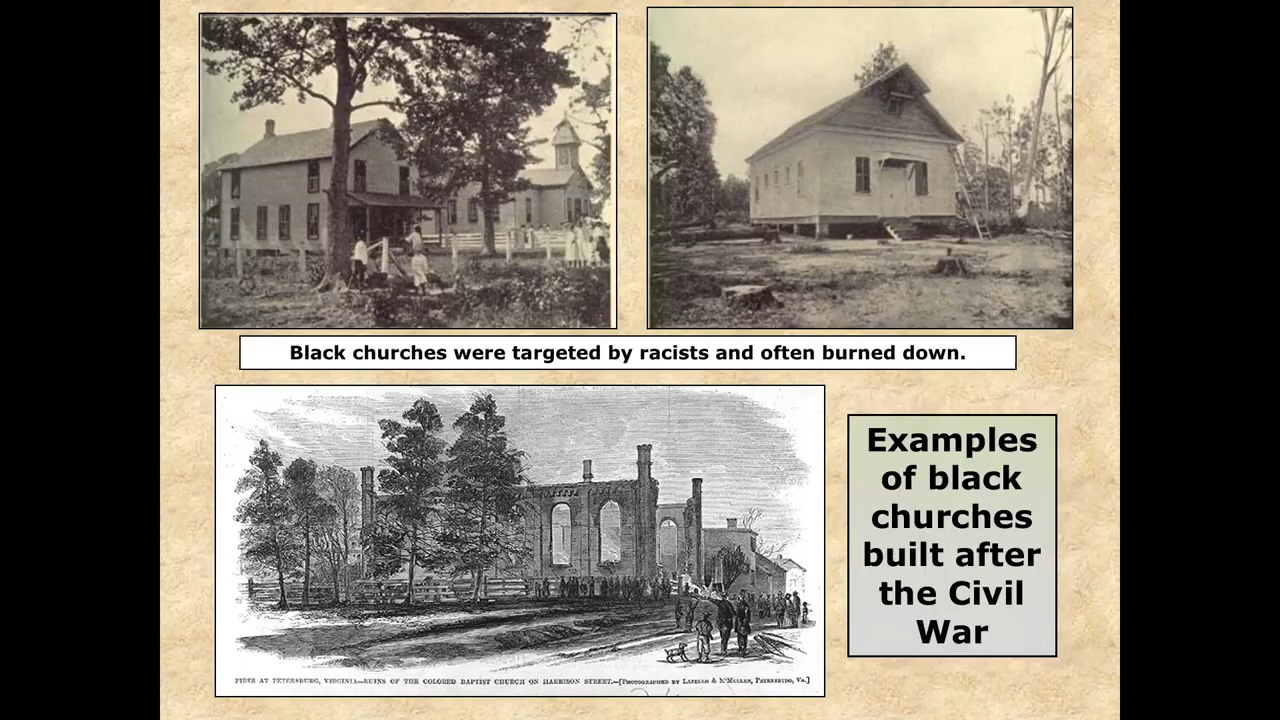 Black churches were targeted by racists and often burned down.
Examples
of black
churches
built after
the Civil
War
FIRES AT PETERSBURG, VIRGINIA—RUINS OF THE COLORED BAPTIST CHURCH ON HARRISON STREET.—[Photographed by Lazelle & McMullen, Petersburg, Va.]